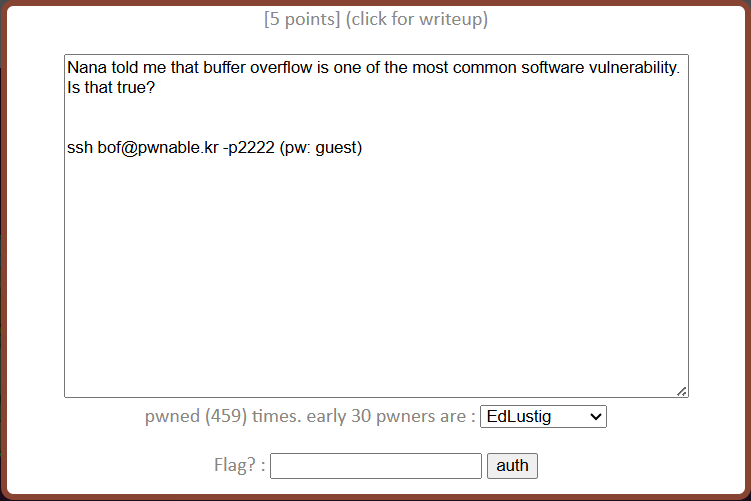 [5 points] (click for writeup)
Nana told me that buffer overflow is one of the most common software vulnerability.
Is that true?
ssh bof@pwnable.kr -p2222 (pw: guest)
pwned (459) times. early 30 pwners are : EdLustig
Flag? : auth